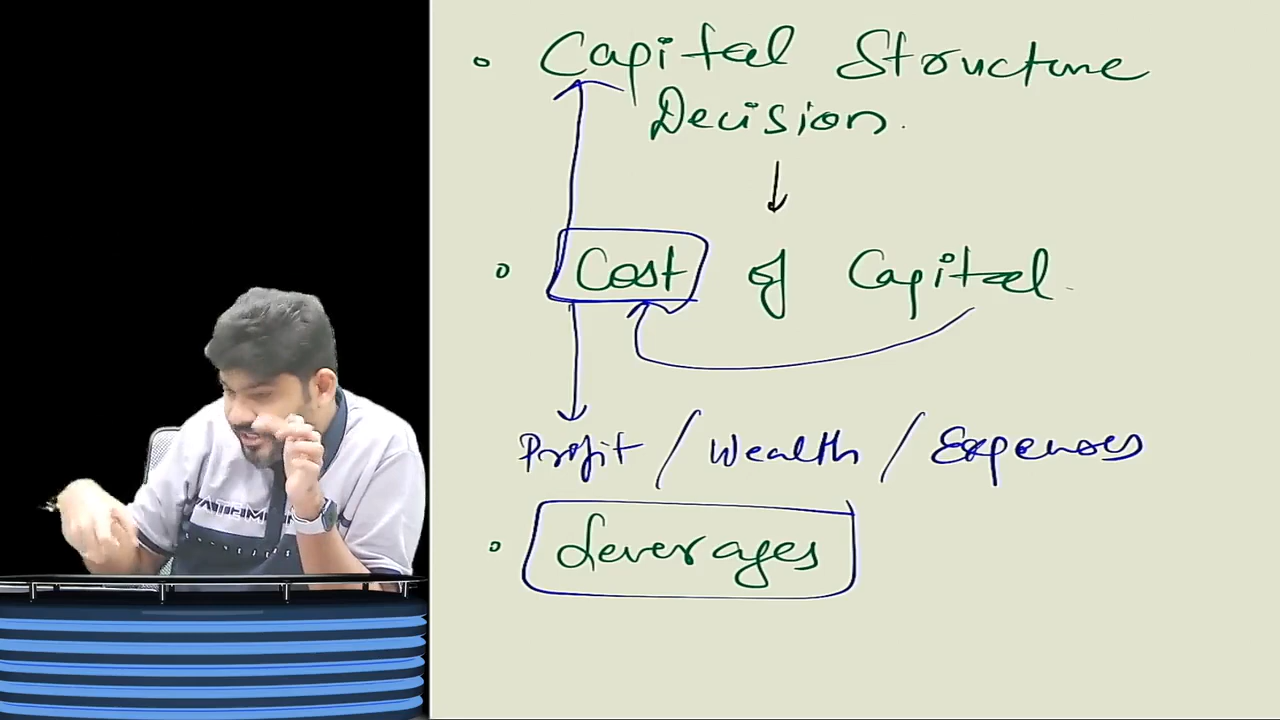 Capital Structure
Decision.
Cost of Capital
Profit / Wealth / Expenses
Leverages